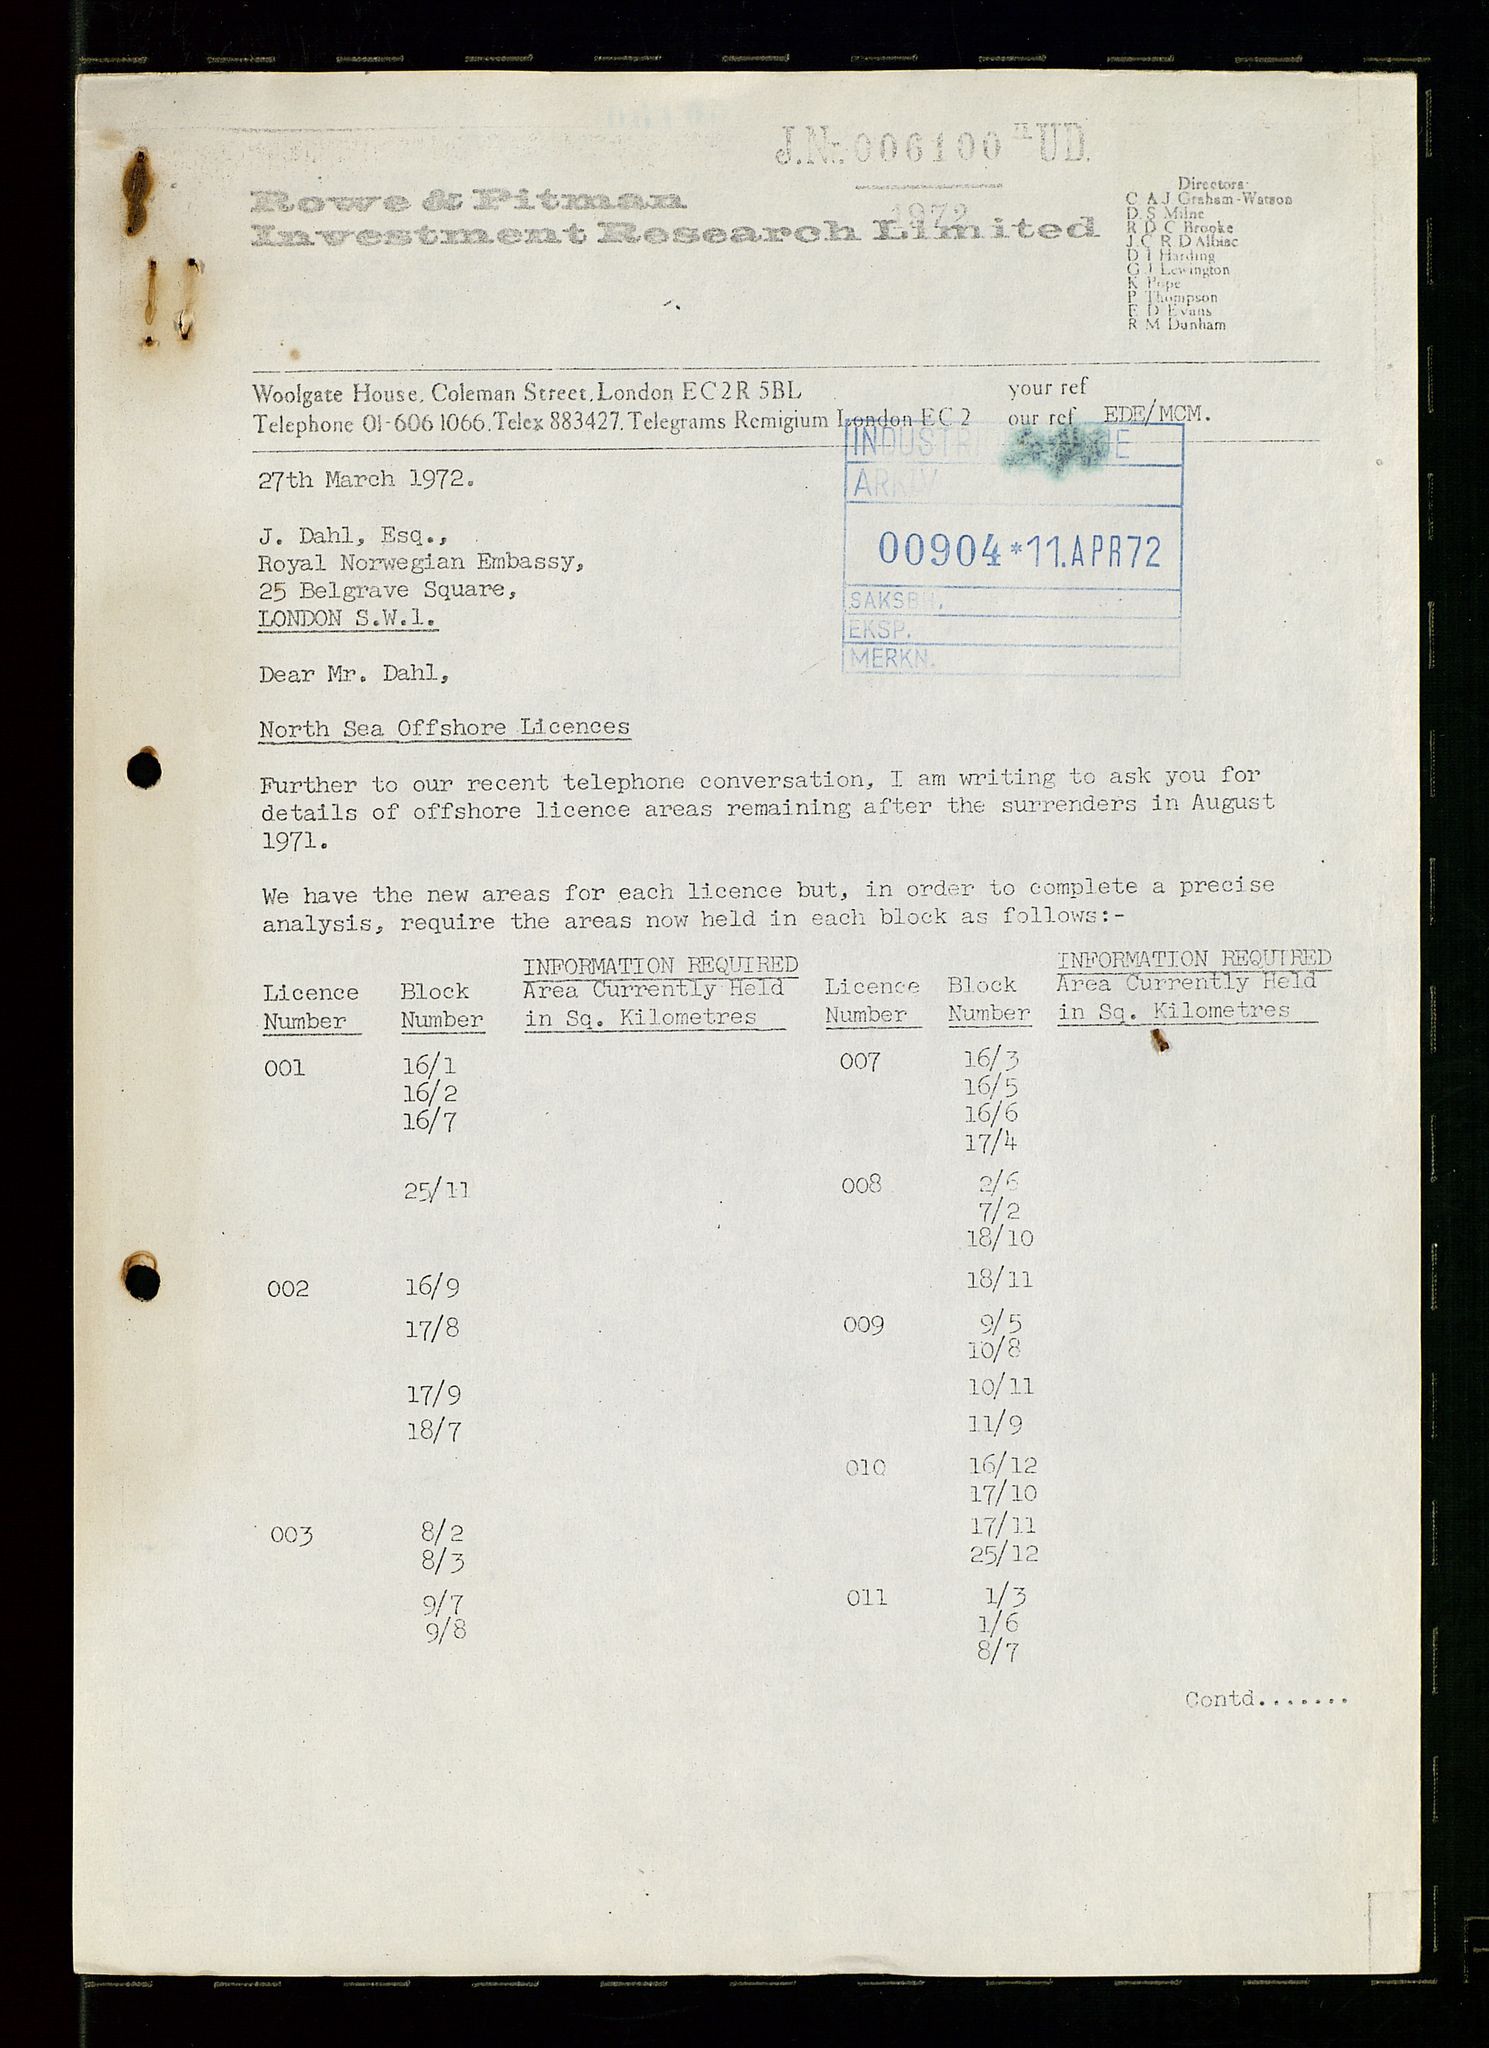 J.Nr. 006100 UD.
1972
Rowe & Pitman
Investment Research Limited
Directors:
C A J Graham-Watson
D. S Milne
R D C Brooke
J. C R D Albiac
D I Harding
G J Lewington
K Pope
P Thompson
E D Evans
R M Dunham
Woolgate House, Coleman Street, London EC2R 5BL your ref
Telephone 01-606 1066. Telex 883427. Telegrams Remigium London EC2 our ref EDE/MCM.
ARKIV
00904*11.APR72
SAKSBH.
EKSP.
MERKN.
27th March 1972.
J. Dahl, Esq.,
Royal Norwegian Embassy,
25 Belgrave Square,
LONDON S.W.1.
Dear Mr. Dahl,
North Sea Offshore Licences
Further to our recent telephone conversation, I am writing to ask you for
details of offshore licence areas remaining after the surrenders in August
1971.
We have the new areas for each licence but, in order to complete a precise
analysis, require the areas now held in each block as follows:-
INFORMATION REQUIRED INFORMATION REQUIRED
Licence Block Area Currently Held Licence Block Area Currently Held
Number Number in Sq. Kilometres Number Number in Sq. Kilometres
001 16/1 007 16/3
16/2 16/5
16/7 16/6
17/4
25/11 008 2/6
7/2
18/10
002 16/9 18/11
17/8 009 9/5
10/8
17/9 10/11
18/7 11/9
010 16/12
17/10
003 8/2 17/11
8/3 25/12
9/7 011 1/3
9/8 1/6
8/7
Contd.......